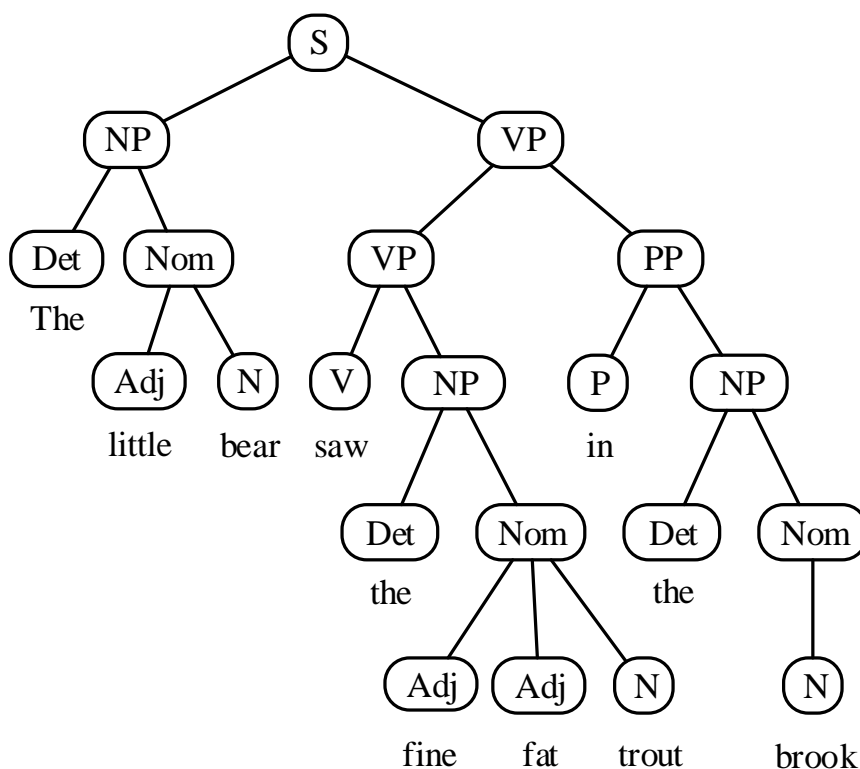 S
NP VP
Det Nom VP PP
The
Adj N V NP P NP
little bear saw in
Det Nom Det Nom
the the
Adj Adj N N
fine fat trout brook